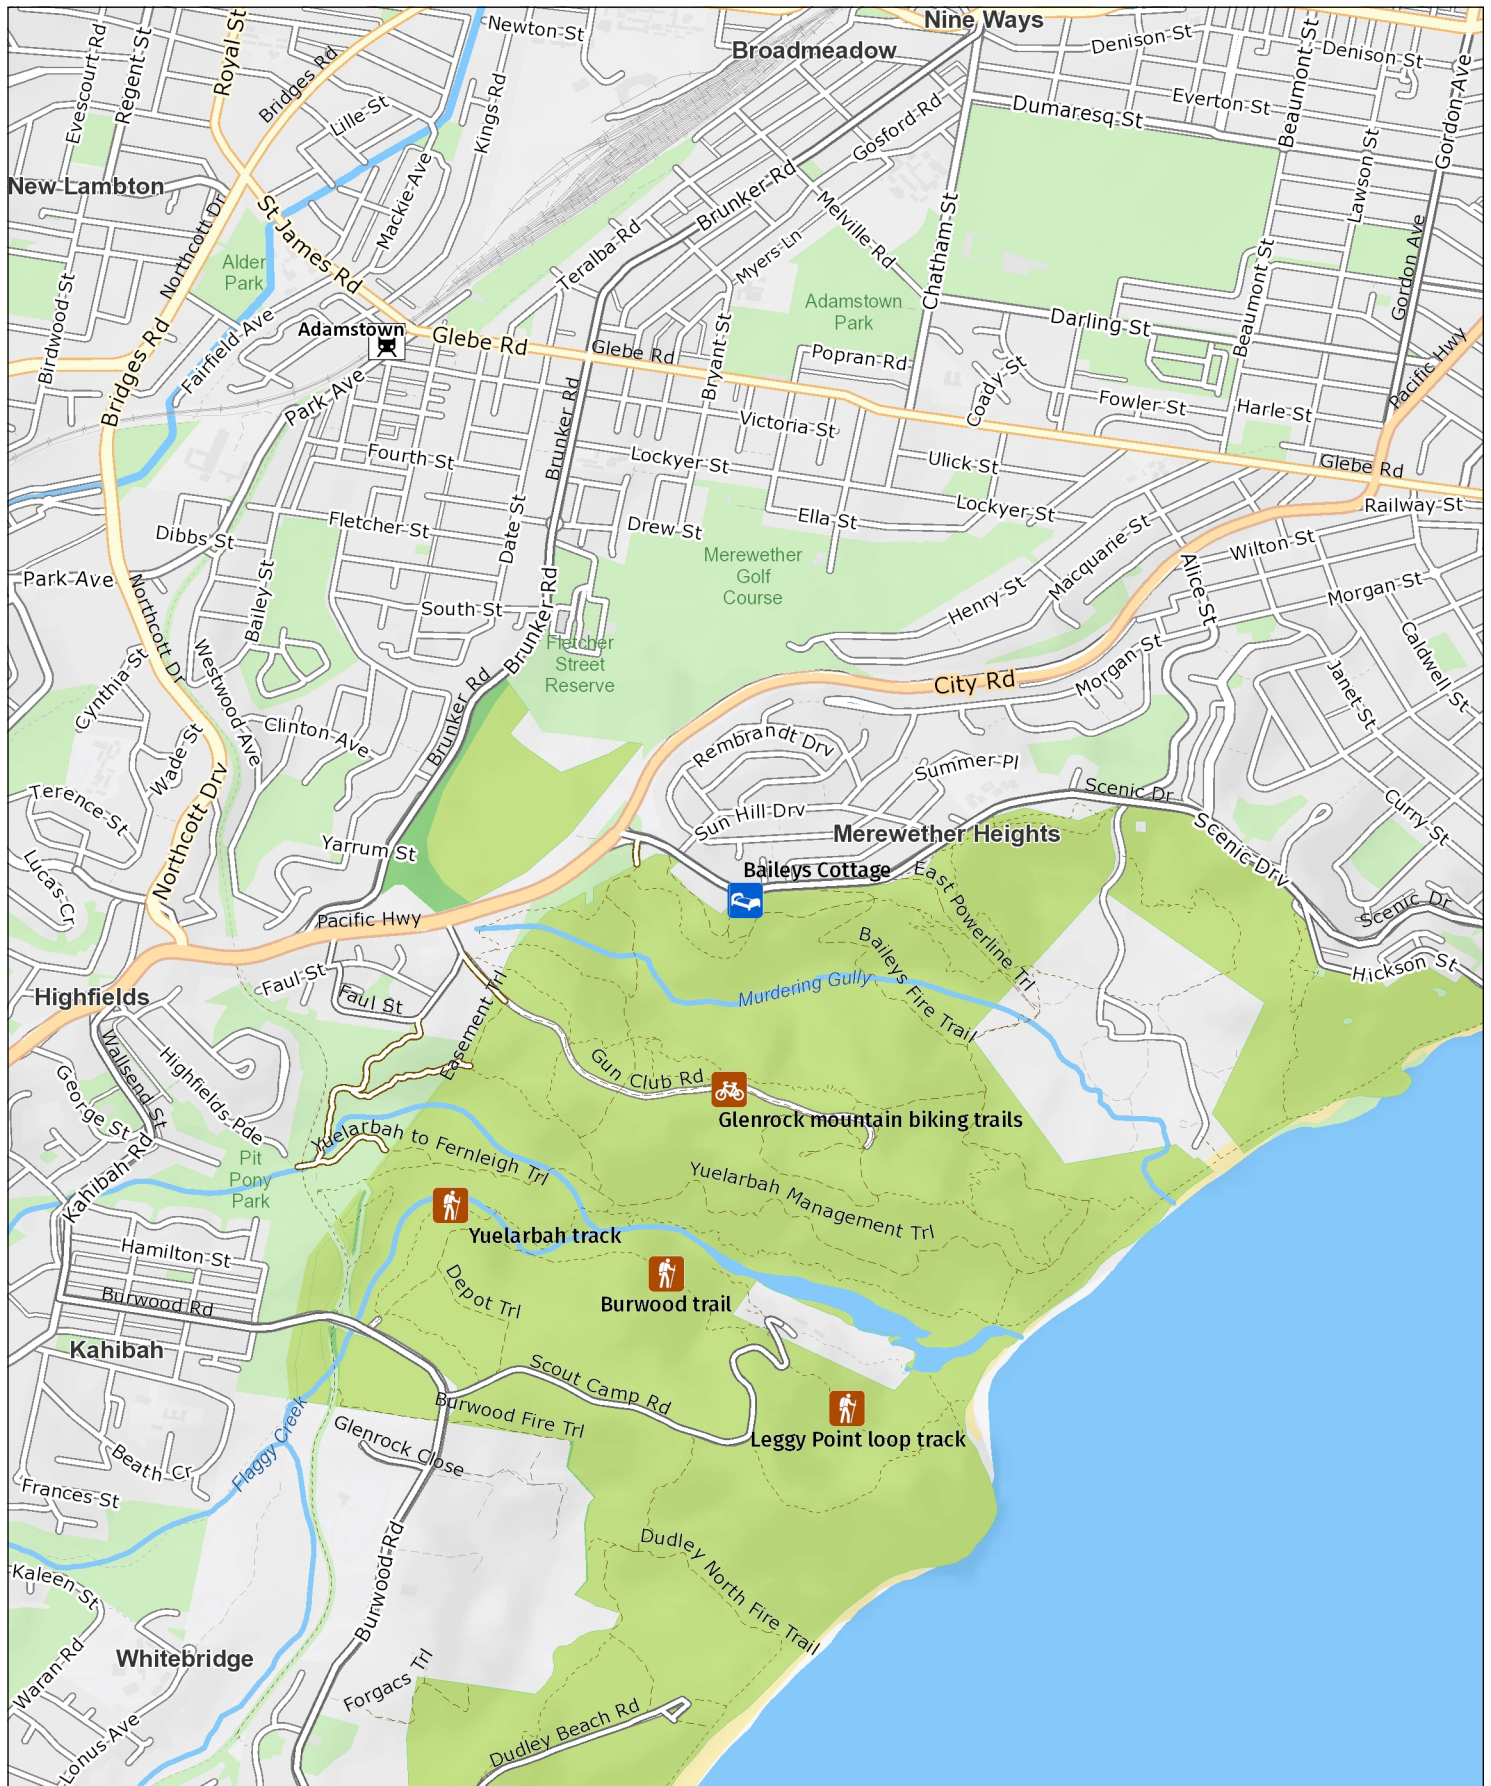 Nine Ways
Newton St
Broadmeadow
Denison St
Denison St
Royal St
Bridges Rd
Evescourt Rd
Regent St
Lille St
Kings Rd
Beaumont St
Gordon Ave
Everton St
Dumaresq St
Gosford Rd
New Lambton
Mackie Ave
Brunker Rd
Lawson St
St James Rd
Northcott Dr
Melville Rd
Chatham St
Teralba Rd
Myers Ln
Alder
Park
Beaumont St
Gordon Ave
Birdwood St
Fairfield Ave
Adamstown
Park
Adamstown
Glebe Rd
Glebe Rd
Bryant St
Darling St
Bridges Rd
Popran Rd
Pacific Hwy
Park Ave
Coady St
Brunker Rd
Victoria St
Fowler St
Harle St
Fourth St
Lockyer St
Ulick St
Glebe Rd
Lockyer St
Railway St
Fletcher St
Date St
Drew St
Ella St
Dibbs St
Macquarie St
Wilton St
Alice St
Merewether
Golf
Course
Park Ave
Northcott Dr
Bailey St
South St
Brunker Rd
Henry St
Morgan St
Fletcher
Street
Reserve
Westwood Ave
Cynthia St
Morgan St
Caldwell St
Janet St
City Rd
Brunker Rd
Clinton Ave
Wade St
Rembrandt Drv
Summer Pl
Northcott Drv
Terence St
Scenic Dr
Curry St
Sun Hill Drv
Merewether Heights
Scenic Drv
Yarrum St
Lucas Cr
Baileys Cottage
East Powerline Trl
Pacific Hwy
Scenic Dr
Baileys Fire Trail
Hickson St
Faul St
Highfields
Faul St
Murdering Gully
Easement Trl
Wallsend St
Highfields Pde
George St
Gun Club Rd
Glenrock mountain biking trails
Kahibah Rd
Yuelarbah to Fernleigh Trl
Pit
Pony
Park
Yuelarbah Management Trl
Yuelarbah track
Hamilton St
Depot Trl
Burwood trail
Burwood Rd
Kahibah
Scout Camp Rd
Burwood Fire Trl
Leggy Point loop track
Glenrock Close
Flaggy Creek
Beath Cr
Frances St
Dudley North Fire Trail
Burwood Rd
Kaleen St
Whitebridge
Waran Rd
Forgacs Trl
Lonus Ave
Dudley Beach Rd